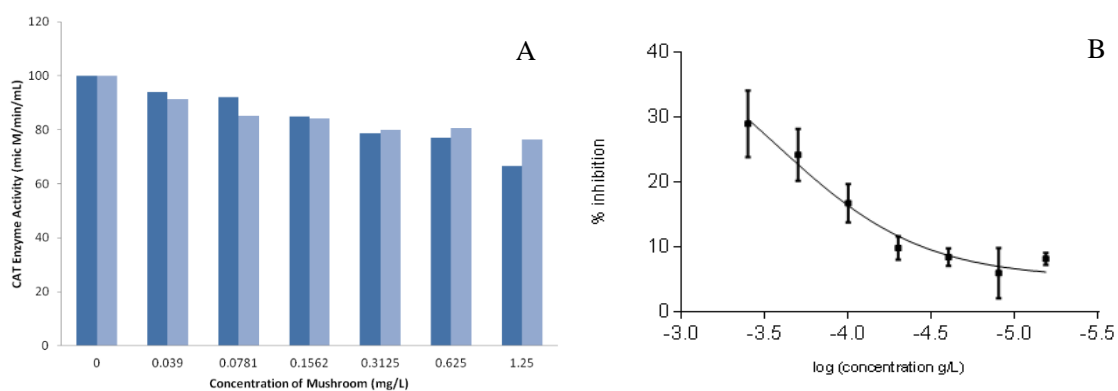 A
120
100
80
60
40
20
0
CAT Enzyme Activity (mic M/min/mL)
0 0.039 0.0781 0.1562 0.3125 0.625 1.25
Concentration of Mushroom (mg/L)
B
40
30
20
10
0
% inhibition
-3.0 -3.5 -4.0 -4.5 -5.0 -5.5
log (concentration g/L)